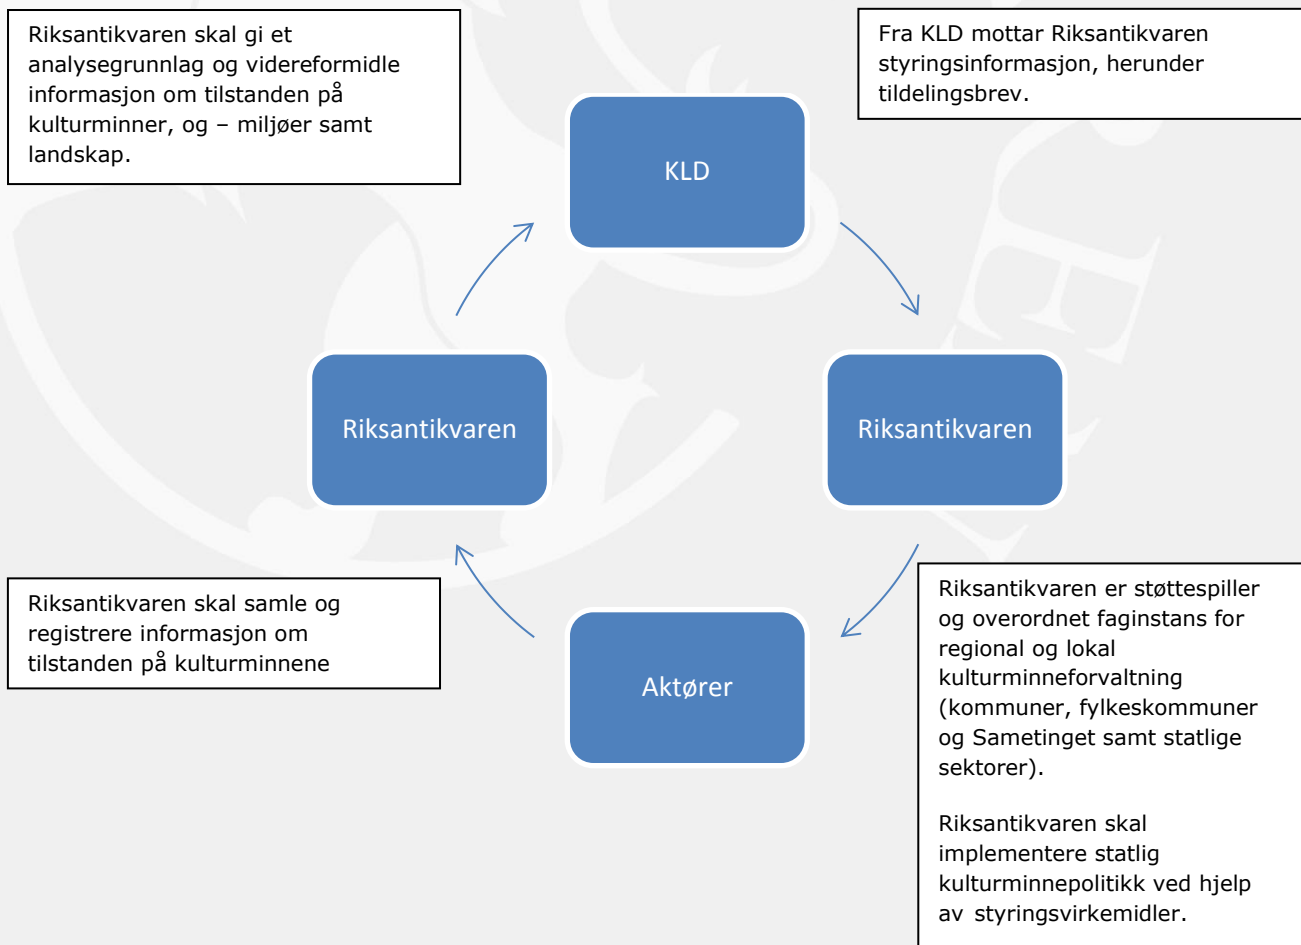 Riksantikvaren skal gi et
analysegrunnlag og videreformidle
informasjon om tilstanden på
kulturminner, og – miljøer samt
landskap.
Fra KLD mottar Riksantikvaren
styringsinformasjon, herunder
tildelingsbrev.
KLD
Riksantikvaren
Riksantikvaren
Riksantikvaren skal samle og
registrere informasjon om
tilstanden på kulturminnene
Aktører
Riksantikvaren er støttespiller
og overordnet faginstans for
regional og lokal
kulturminneforvaltning
(kommuner, fylkeskommuner
og Sametinget samt statlige
sektorer).
Riksantikvaren skal
implementere statlig
kulturminnepolitikk ved hjelp
av styringsvirkemidler.